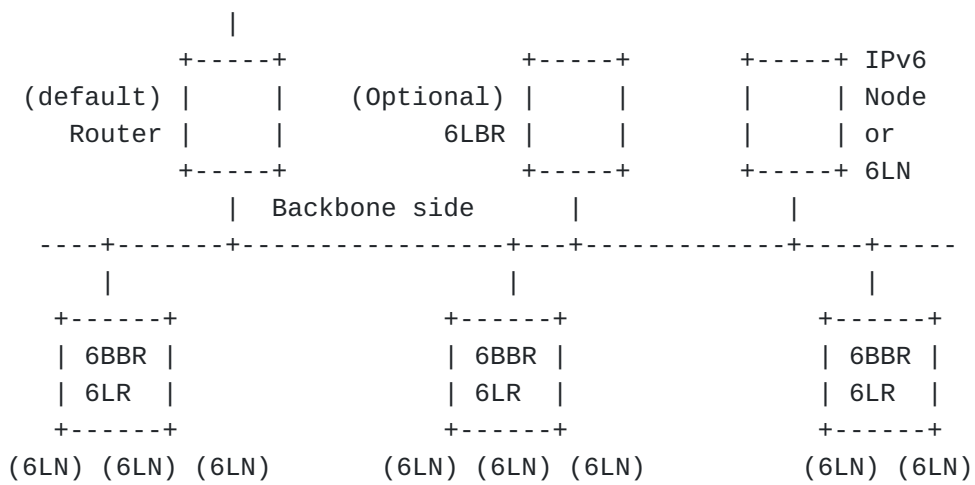 |
            +-----+                +-----+        +-----+ IPv6
 (default)  |     |     (Optional) |     |        |     | Node
    Router  |     |           6LBR |     |        |     | or
            +-----+                +-----+        +-----+ 6LN
               |  Backbone side       |              |
  ----+-------+-----------------+---+-------------+----+-----
      |                         |                      |
   +------+                 +------+                +------+
   | 6BBR |                 | 6BBR |                | 6BBR |
   | 6LR  |                 | 6LR  |                | 6LR  |
   +------+                 +------+                +------+
(6LN) (6LN) (6LN)       (6LN) (6LN) (6LN)          (6LN) (6LN)